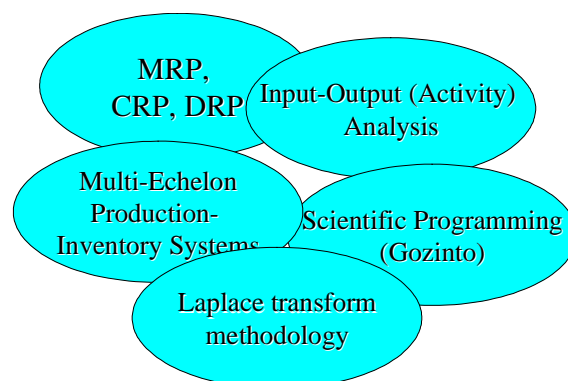 MRP,
CRP, DRP
Input-Output (Activity)
Analysis
Multi-Echelon
Production-
Inventory Systems
Scientific Programming
(Gozinto)
Laplace transform
methodology